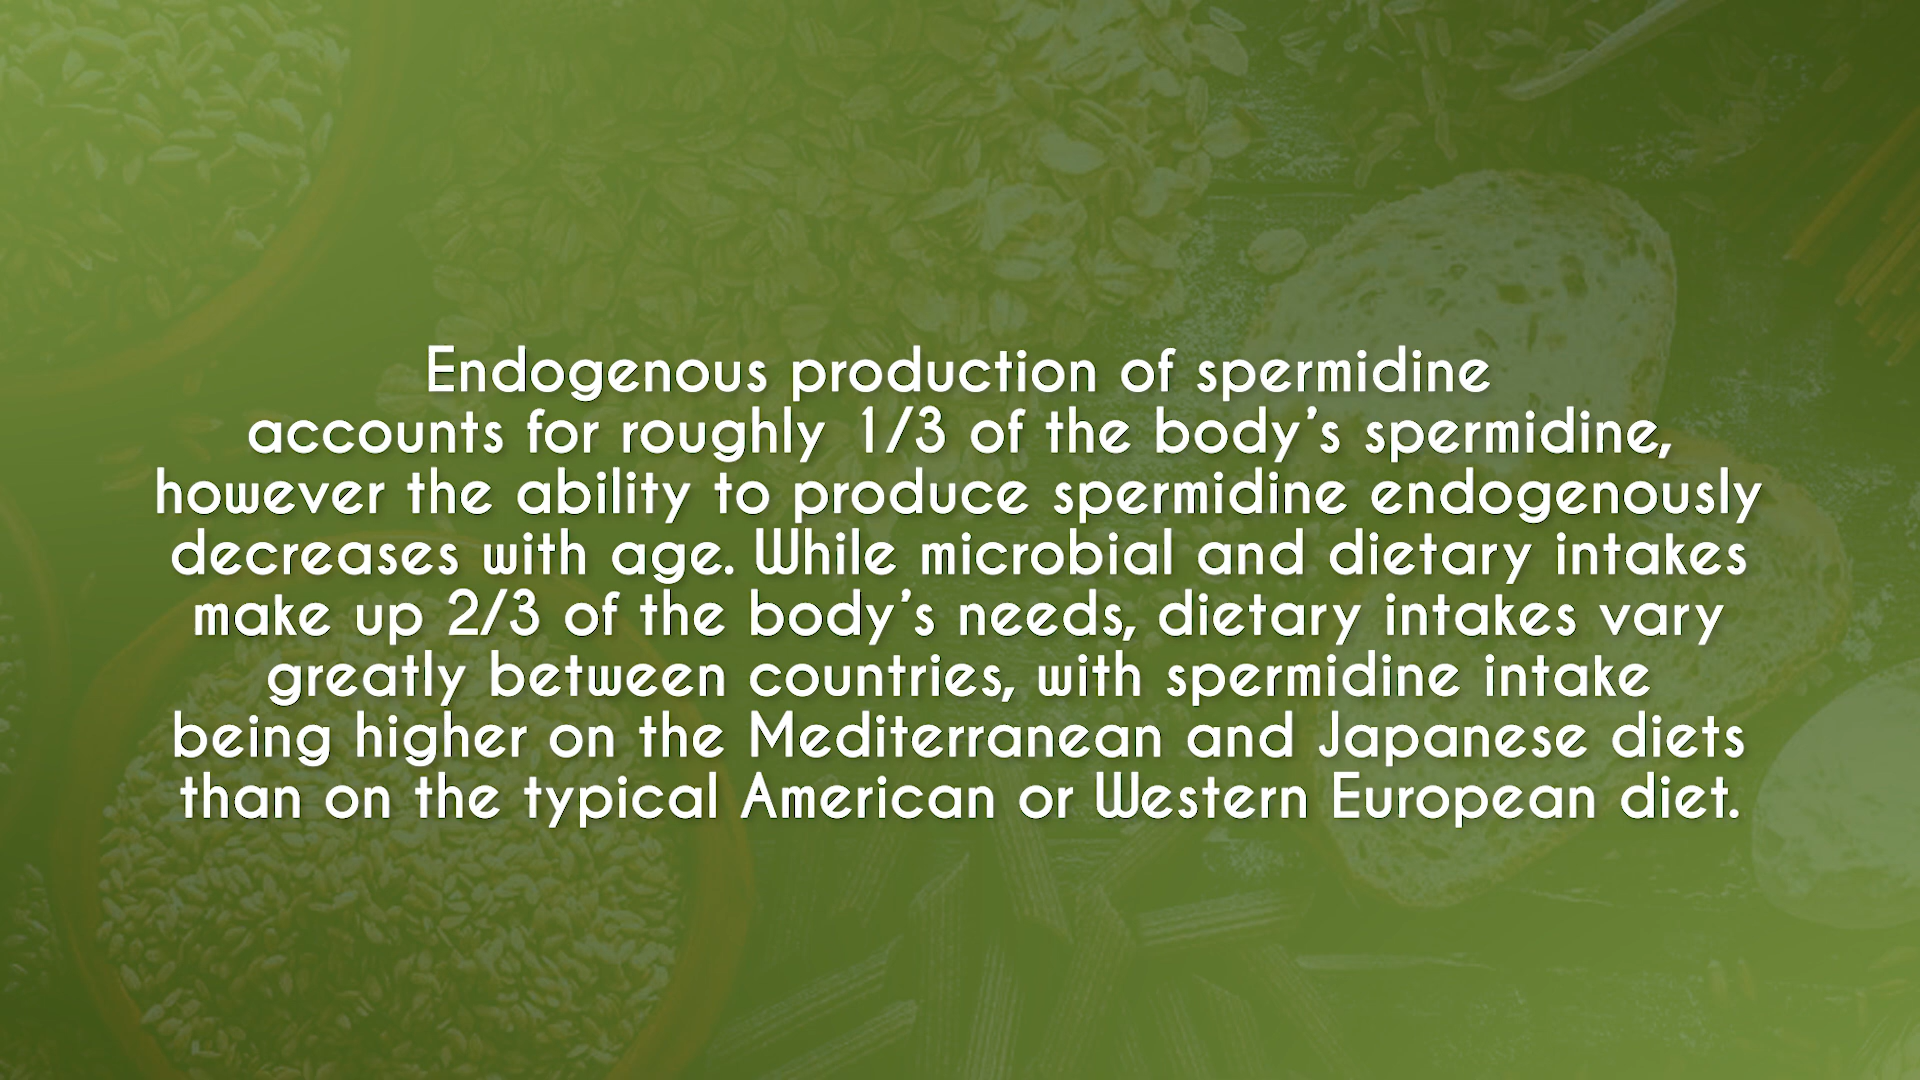 Endogenous production of spermidine
accounts for roughly 1/3 of the body’s spermidine,
however the ability to produce spermidine endogenously
decreases with age. While microbial and dietary intakes
make up 2/3 of the body’s needs, dietary intakes vary
greatly between countries, with spermidine intake
being higher on the Mediterranean and Japanese diets
than on the typical American or Western European diet.